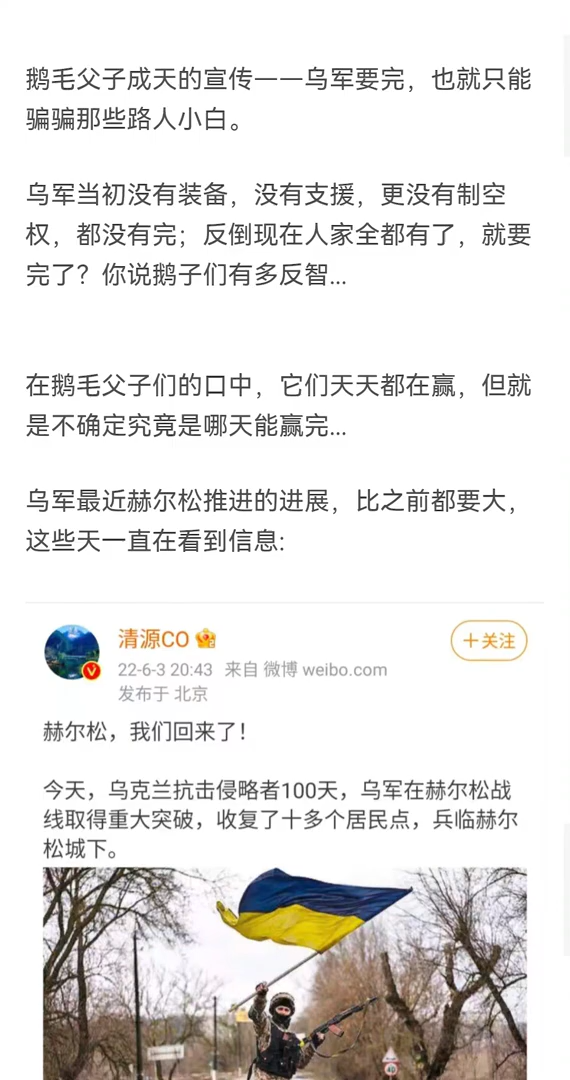 鹅毛父子成天的宣传一一乌军要完，也就只能
骗骗那些路人小白。
乌军当初没有装备，没有支援，更没有制空
权，都没有完；反倒现在人家全都有了，就要
完了？你说鹅子们有多反智...
在鹅毛父子们的口中，它们天天都在赢，但就
是不确定究竟是哪天能赢完...
乌军最近赫尔松推进的进展，比之前都要大，
这些天一直在看到信息:
清源CO
十关注
22-6-3 20:43 来自 微博 weibo.com
发布于 北京
赫尔松，我们回来了！
今天，乌克兰抗击侵略者100天，乌军在赫尔松战
线取得重大突破，收复了十多个居民点，兵临赫尔
松城下。